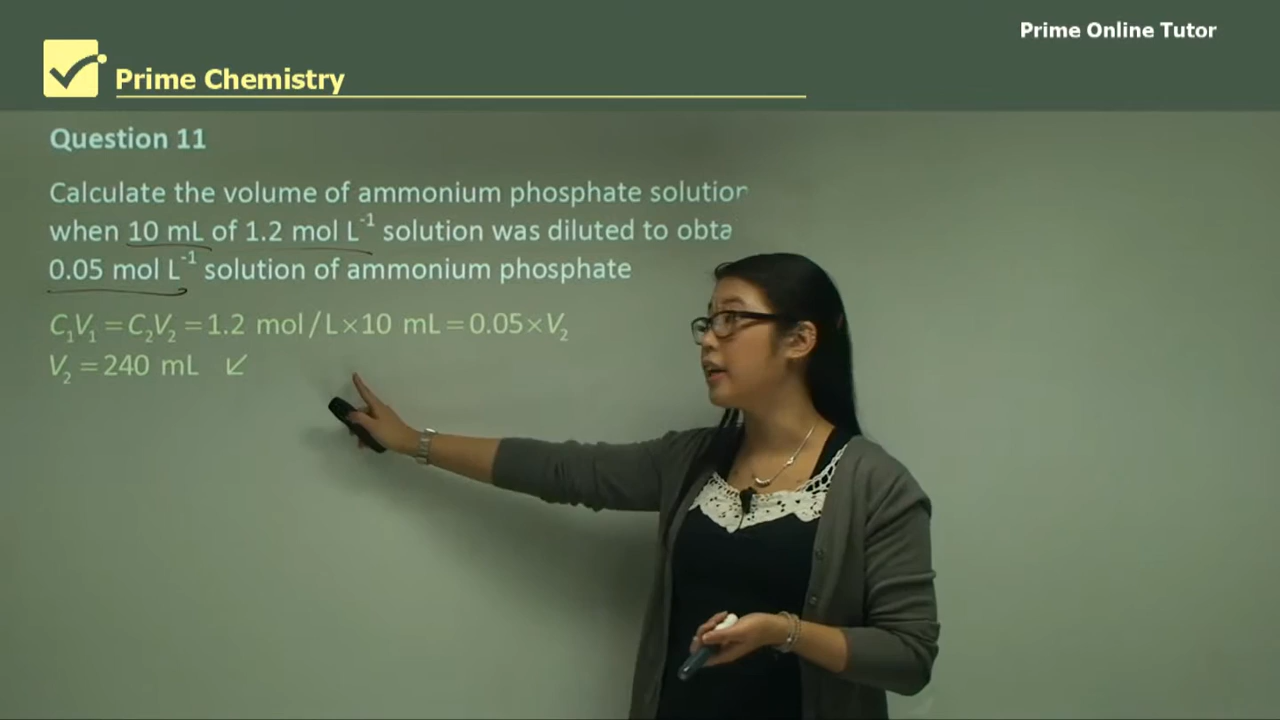 Prime Online Tutor
Prime Chemistry
Question 11
Calculate the volume of ammonium phosphate solution
when 10 mL of 1.2 mol L⁻¹ solution was diluted to obta
0.05 mol L⁻¹ solution of ammonium phosphate
C₁V₁ = C₂V₂ = 1.2 mol/L×10 mL = 0.05×V₂
V₂ = 240 mL ↙